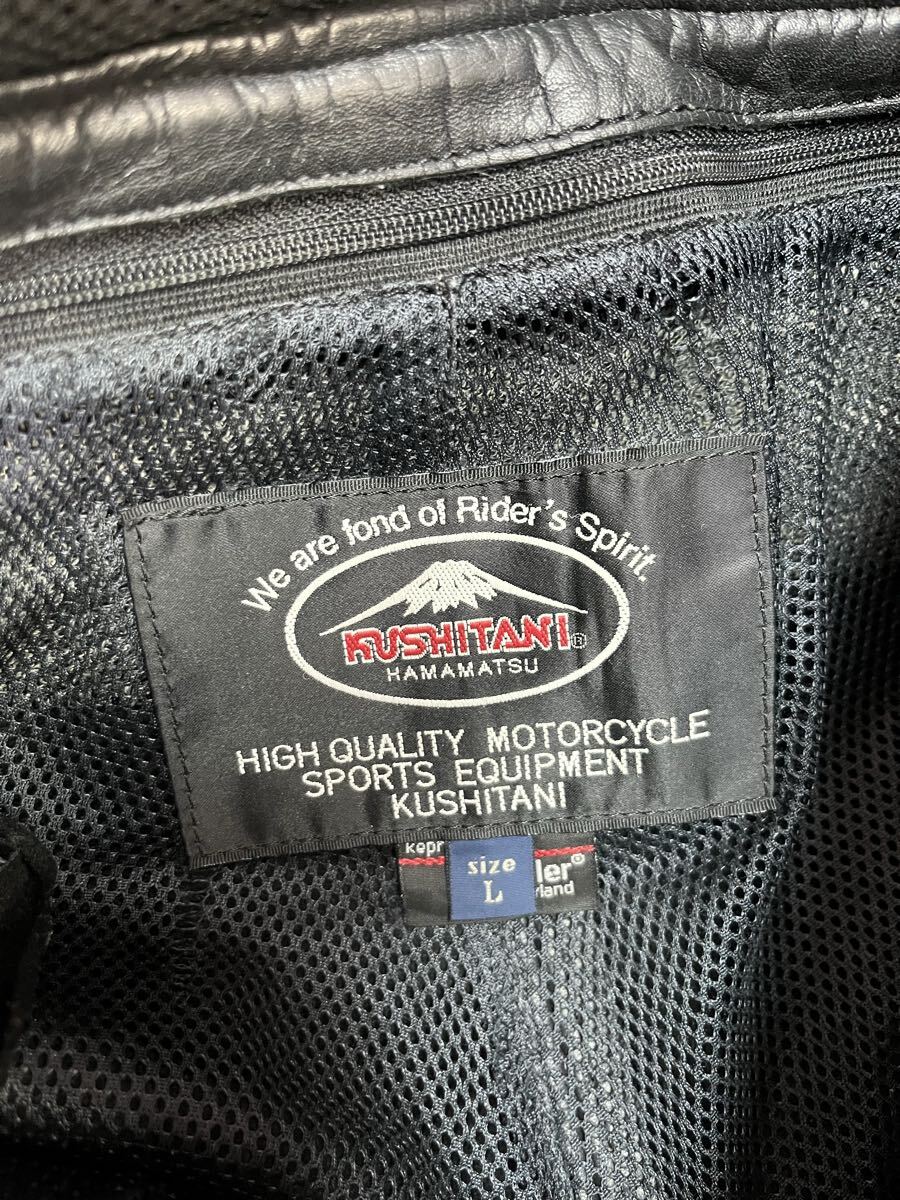 We are fond of Rider's Spirit.
KUSHITANI®
HAMAMATSU
HIGH QUALITY MOTORCYCLE
SPORTS EQUIPMENT
KUSHITANI
size
L